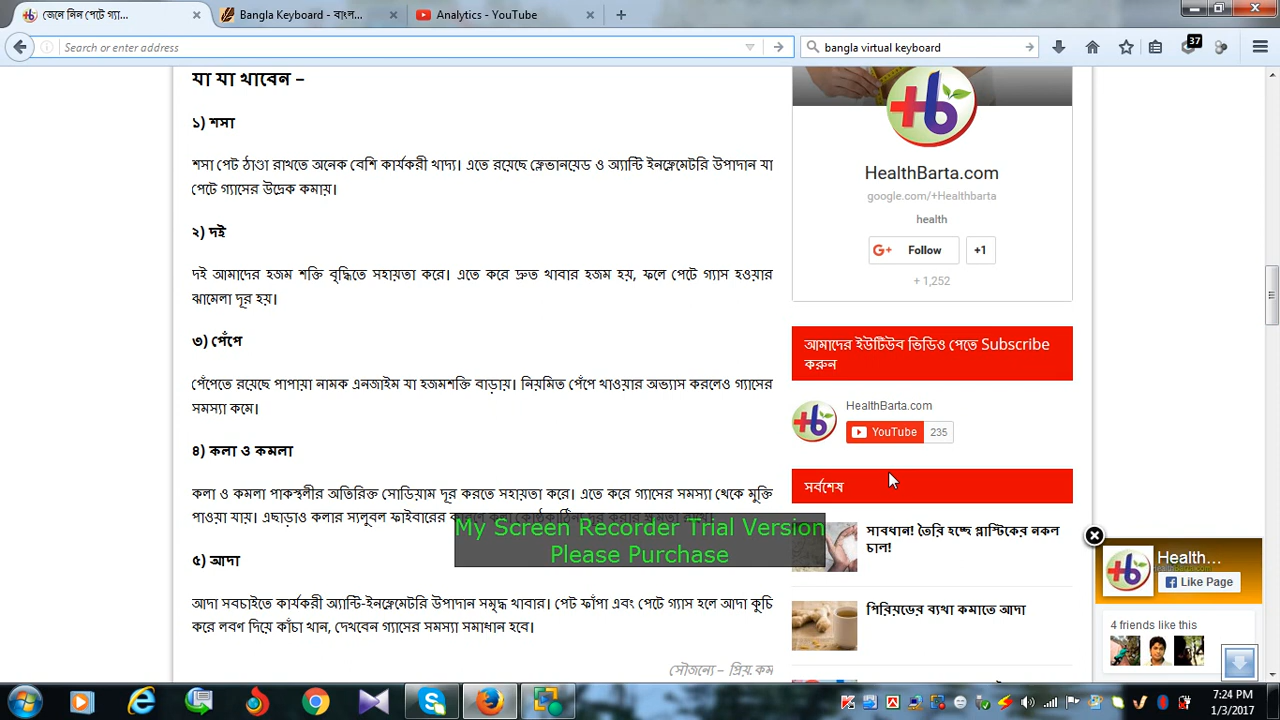 জেনে নিন পেটে গ্যা...
Bangla Keyboard - বাংল...
Analytics - YouTube
Search or enter address
bangla virtual keyboard
37
যা যা খাবেন –
১) শসা
শসা পেট ঠাণ্ডা রাখতে অনেক বেশি কার্যকরী খাদ্য। এতে রয়েছে ফ্লেভানয়েড ও অ্যান্টি ইনফ্লেমেটরি উপাদান যা
পেটে গ্যাসের উদ্রেক কমায়।
২) দই
দই আমাদের হজম শক্তি বৃদ্ধিতে সহায়তা করে। এতে করে দ্রুত খাবার হজম হয়, ফলে পেটে গ্যাস হওয়ার
ঝামেলা দূর হয়।
৩) পেঁপে
পেঁপেতে রয়েছে পাপায়া নামক এনজাইম যা হজমশক্তি বাড়ায়। নিয়মিত পেঁপে খাওয়ার অভ্যাস করলেও গ্যাসের
সমস্যা কমে।
৪) কলা ও কমলা
কলা ও কমলা পাকস্থলীর অতিরিক্ত সোডিয়াম দূর করতে সহায়তা করে। এতে করে গ্যাসের সমস্যা থেকে মুক্তি
পাওয়া যায়। এছাড়াও কলার স্যলুবল ফাইবারের
৫) আদা
আদা সবচাইতে কার্যকরী অ্যান্টি-ইনফ্লেমেটরি উপাদান সমৃদ্ধ খাবার। পেট ফাঁপা এবং পেটে গ্যাস হলে আদা কুচি
করে লবণ দিয়ে কাঁচা খান, দেখবেন গ্যাসের সমস্যা সমাধান হবে।
সৌজন্যে – প্রিয়.কম
My Screen Recorder Trial Version
Please Purchase
HealthBarta.com
google.com/+Healthbarta
health
G+ Follow +1
+ 1,252
আমাদের ইউটিউব ভিডিও পেতে Subscribe
করুন
HealthBarta.com
YouTube 235
সর্বশেষ
সাবধান! তৈরি হচ্ছে প্লাস্টিকের নকল
চাল!
পিরিয়ডের ব্যথা কমাতে আদা
Health...
Like Page
4 friends like this
7:24 PM
1/3/2017